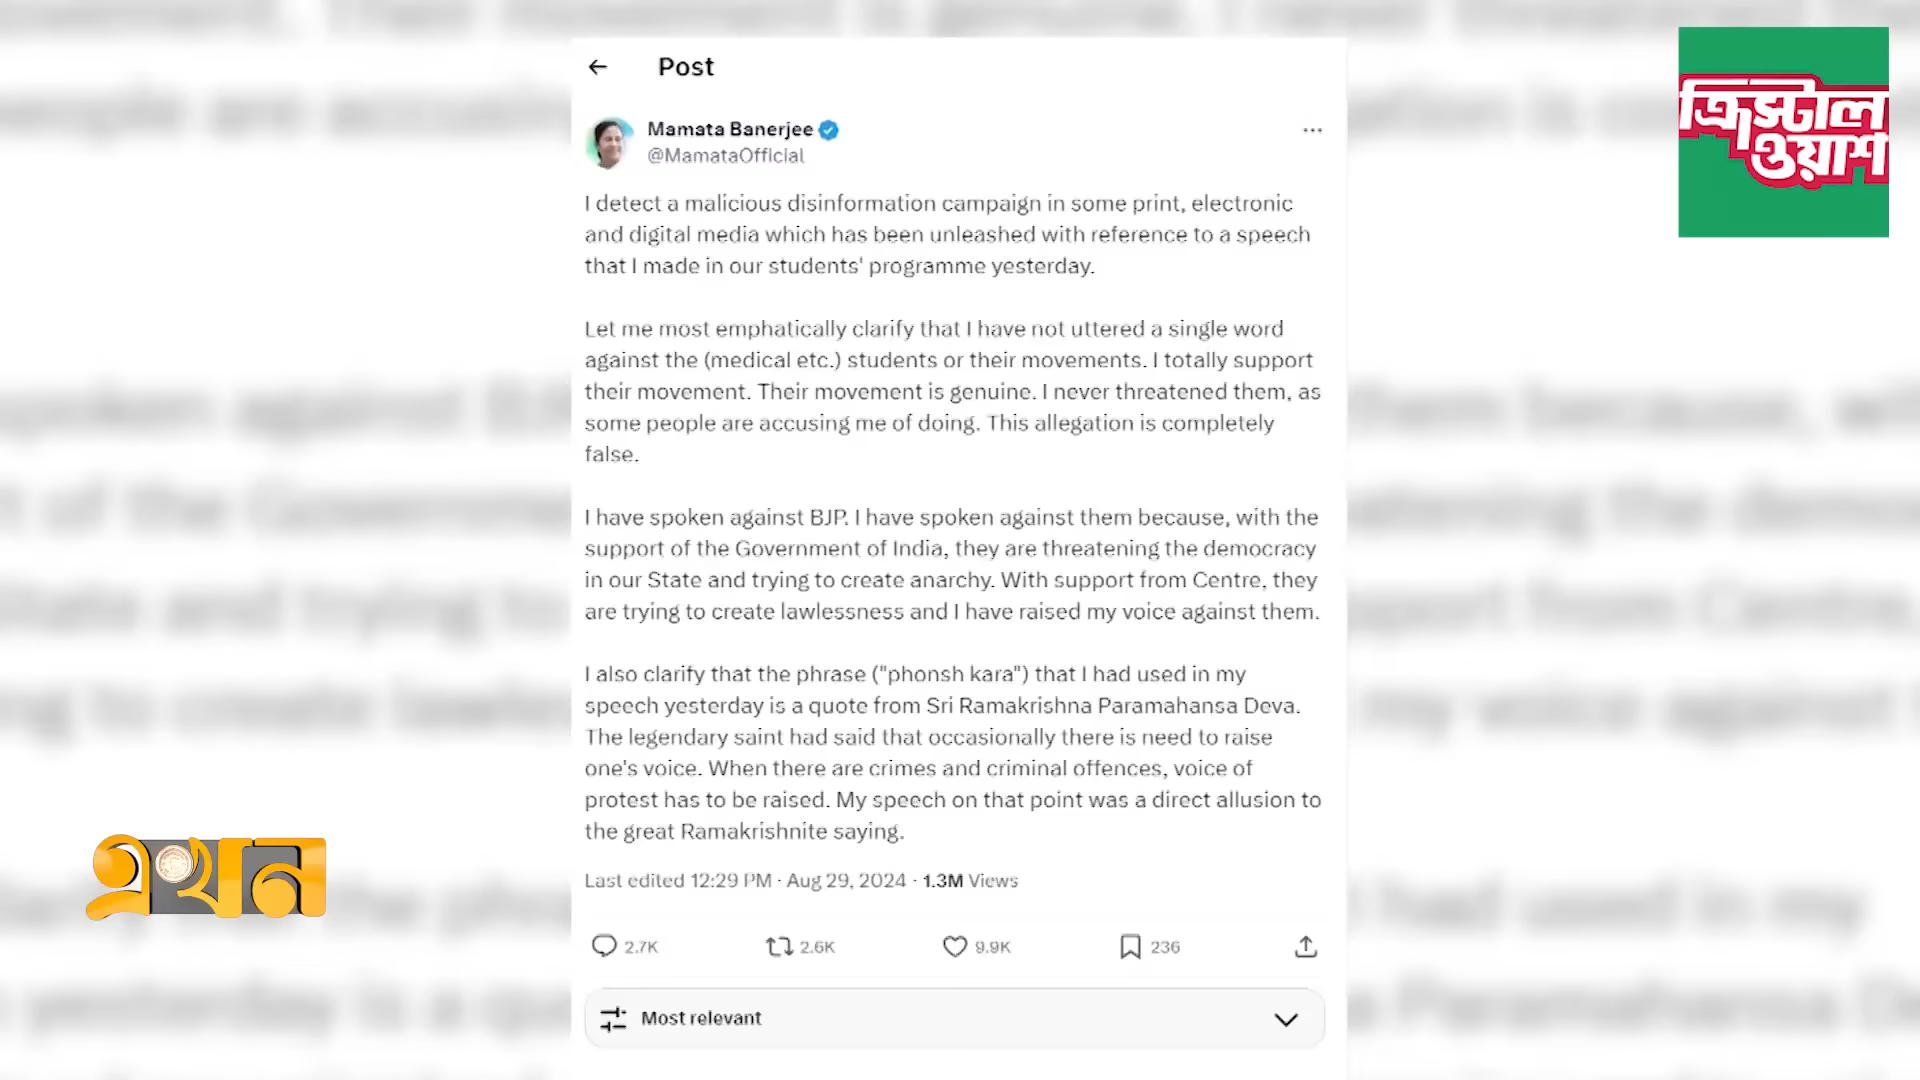 Post
Mamata Banerjee
@MamataOfficial
I detect a malicious disinformation campaign in some print, electronic
and digital media which has been unleashed with reference to a speech
that I made in our students' programme yesterday.
Let me most emphatically clarify that I have not uttered a single word
against the (medical etc.) students or their movements. I totally support
their movement. Their movement is genuine. I never threatened them, as
some people are accusing me of doing. This allegation is completely
false.
I have spoken against BJP. I have spoken against them because, with the
support of the Government of India, they are threatening the democracy
in our State and trying to create anarchy. With support from Centre, they
are trying to create lawlessness and I have raised my voice against them.
I also clarify that the phrase ("phonsh kara") that I had used in my
speech yesterday is a quote from Sri Ramakrishna Paramahansa Deva.
The legendary saint had said that occasionally there is need to raise
one's voice. When there are crimes and criminal offences, voice of
protest has to be raised. My speech on that point was a direct allusion to
the great Ramakrishnite saying.
Last edited 12:29 PM · Aug 29, 2024 · 1.3M Views
2.7K 2.6K 9.9K 236
Most relevant
ক্রিস্টাল
ওয়াশ
এখন